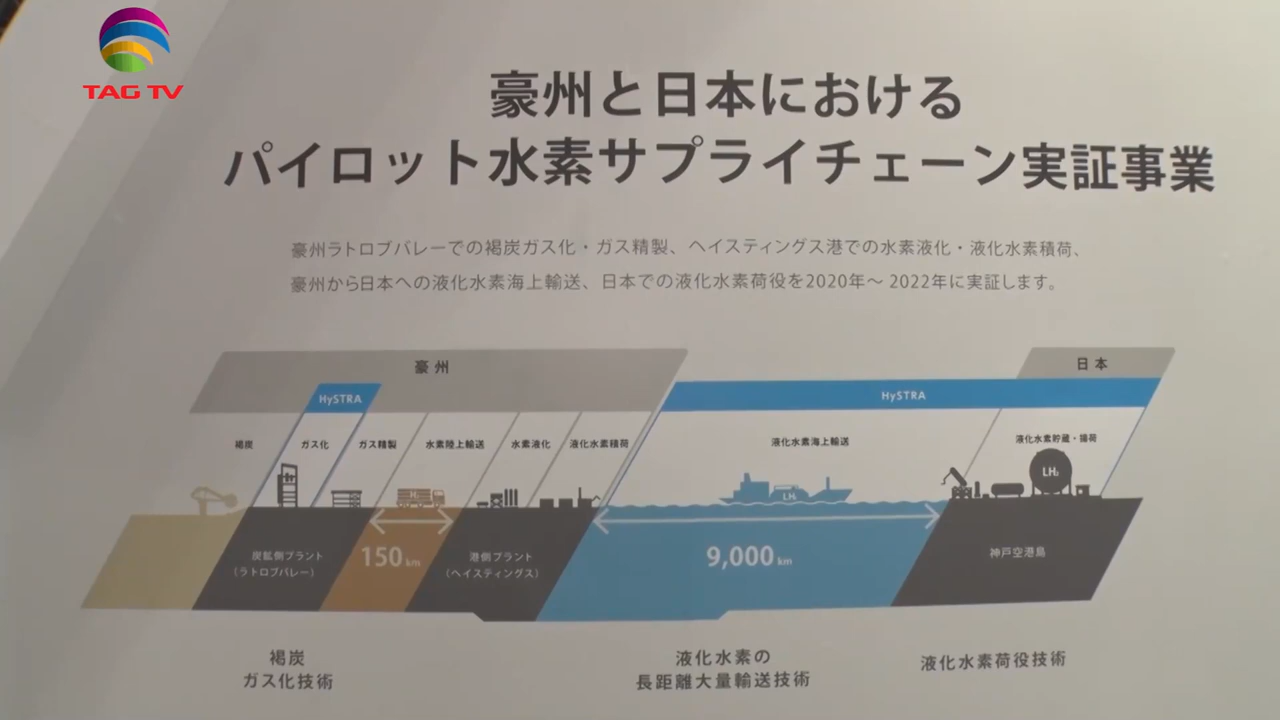 TAG TV
豪州と日本における
パイロット水素サプライチェーン実証事業
豪州ラトロブバレーでの褐炭ガス化・ガス精製、ヘイスティングス港での水素液化・液化水素積荷、
豪州から日本への液化水素海上輸送、日本での液化水素荷役を2020年〜 2022年に実証します。
豪州
日本
HySTRA
HySTRA
褐炭
ガス化
ガス精製
水素陸上輸送
水素液化
液化水素積荷
液化水素海上輸送
液化水素貯蔵・揚荷
H₂
LH₂
LH₂
炭鉱側プラント
（ラトロブバレー）
150km
港側プラント
（ヘイスティングス）
9,000km
神戸空港島
褐炭
ガス化技術
液化水素の
長距離大量輸送技術
液化水素荷役技術